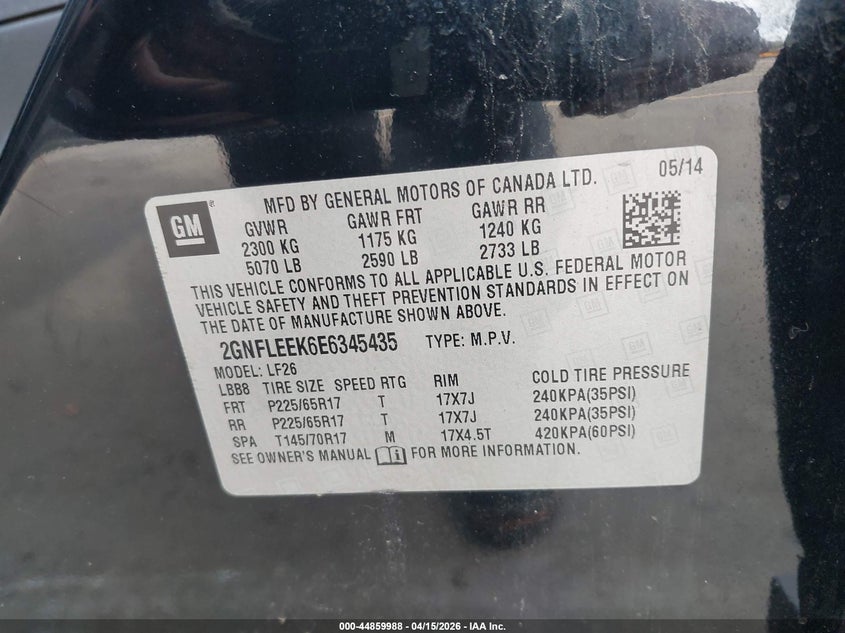 MFD BY GENERAL MOTORS OF CANADA LTD. 05/14
GM
GVWR GAWR FRT GAWR RR
2300 KG 1175 KG 1240 KG
5070 LB 2590 LB 2733 LB
THIS VEHICLE CONFORMS TO ALL APPLICABLE U.S. FEDERAL MOTOR
VEHICLE SAFETY AND THEFT PREVENTION STANDARDS IN EFFECT ON
THE DATE OF MANUFACTURE SHOWN ABOVE.
2GNFLEEK6E6345435 TYPE: M.P.V.
MODEL: LF26
LBB8 TIRE SIZE SPEED RTG RIM COLD TIRE PRESSURE
FRT P225/65R17 T 17X7J 240KPA(35PSI)
RR P225/65R17 T 17X7J 240KPA(35PSI)
SPA T145/70R17 M 17X4.5T 420KPA(60PSI)
SEE OWNER'S MANUAL FOR MORE INFORMATION.
000-44859988 - 04/15/2026 - IAA Inc.